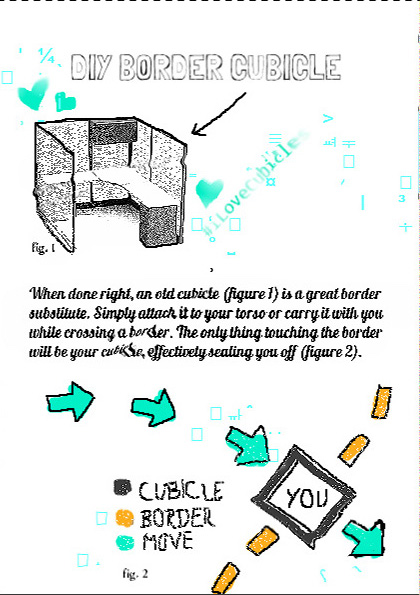 DIY BORDER CUBICLE
#iLoveCubicles
fig. 1
When done right, an old cubicle (figure 1) is a great border
substitute. Simply attach it to your torso or carry it with you
while crossing a border. The only thing touching the border
will be your cubicle, effectively sealing you off (figure 2).
YOU
CUBICLE
BORDER
MOVE
fig. 2